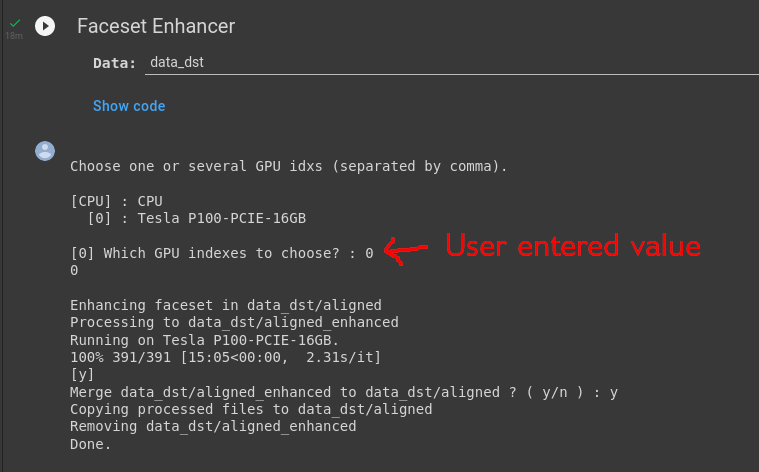 Faceset Enhancer
18m
Data: data_dst
Show code
Choose one or several GPU idxs (separated by comma).
[CPU] : CPU
[0] : Tesla P100-PCIE-16GB
[0] Which GPU indexes to choose? : 0
User entered value
0
Enhancing faceset in data_dst/aligned
Processing to data_dst/aligned_enhanced
Running on Tesla P100-PCIE-16GB.
100% 391/391 [15:05<00:00,  2.31s/it]
[y]
Merge data_dst/aligned_enhanced to data_dst/aligned ? ( y/n ) : y
Copying processed files to data_dst/aligned
Removing data_dst/aligned_enhanced
Done.